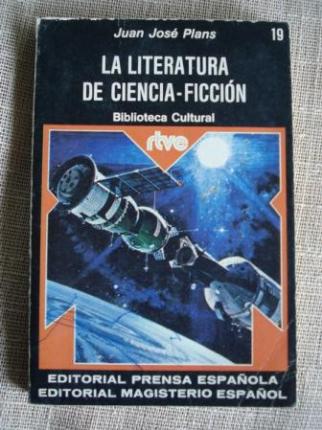 Juan José Plans 19
LA LITERATURA
DE CIENCIA-FICCIÓN
Biblioteca Cultural
rtve
EDITORIAL PRENSA ESPAÑOLA
EDITORIAL MAGISTERIO ESPAÑOL